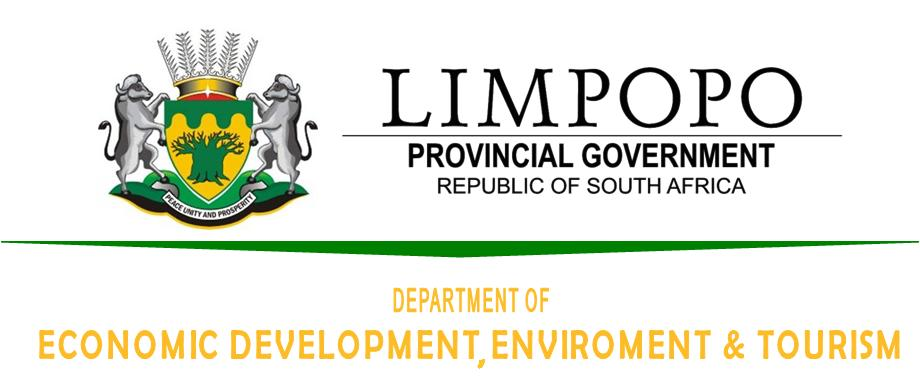 LIMPOPO
PROVINCIAL GOVERNMENT
REPUBLIC OF SOUTH AFRICA
PEACE UNITY AND PROSPERITY
DEPARTMENT OF
ECONOMIC DEVELOPMENT, ENVIROMENT & TOURISM